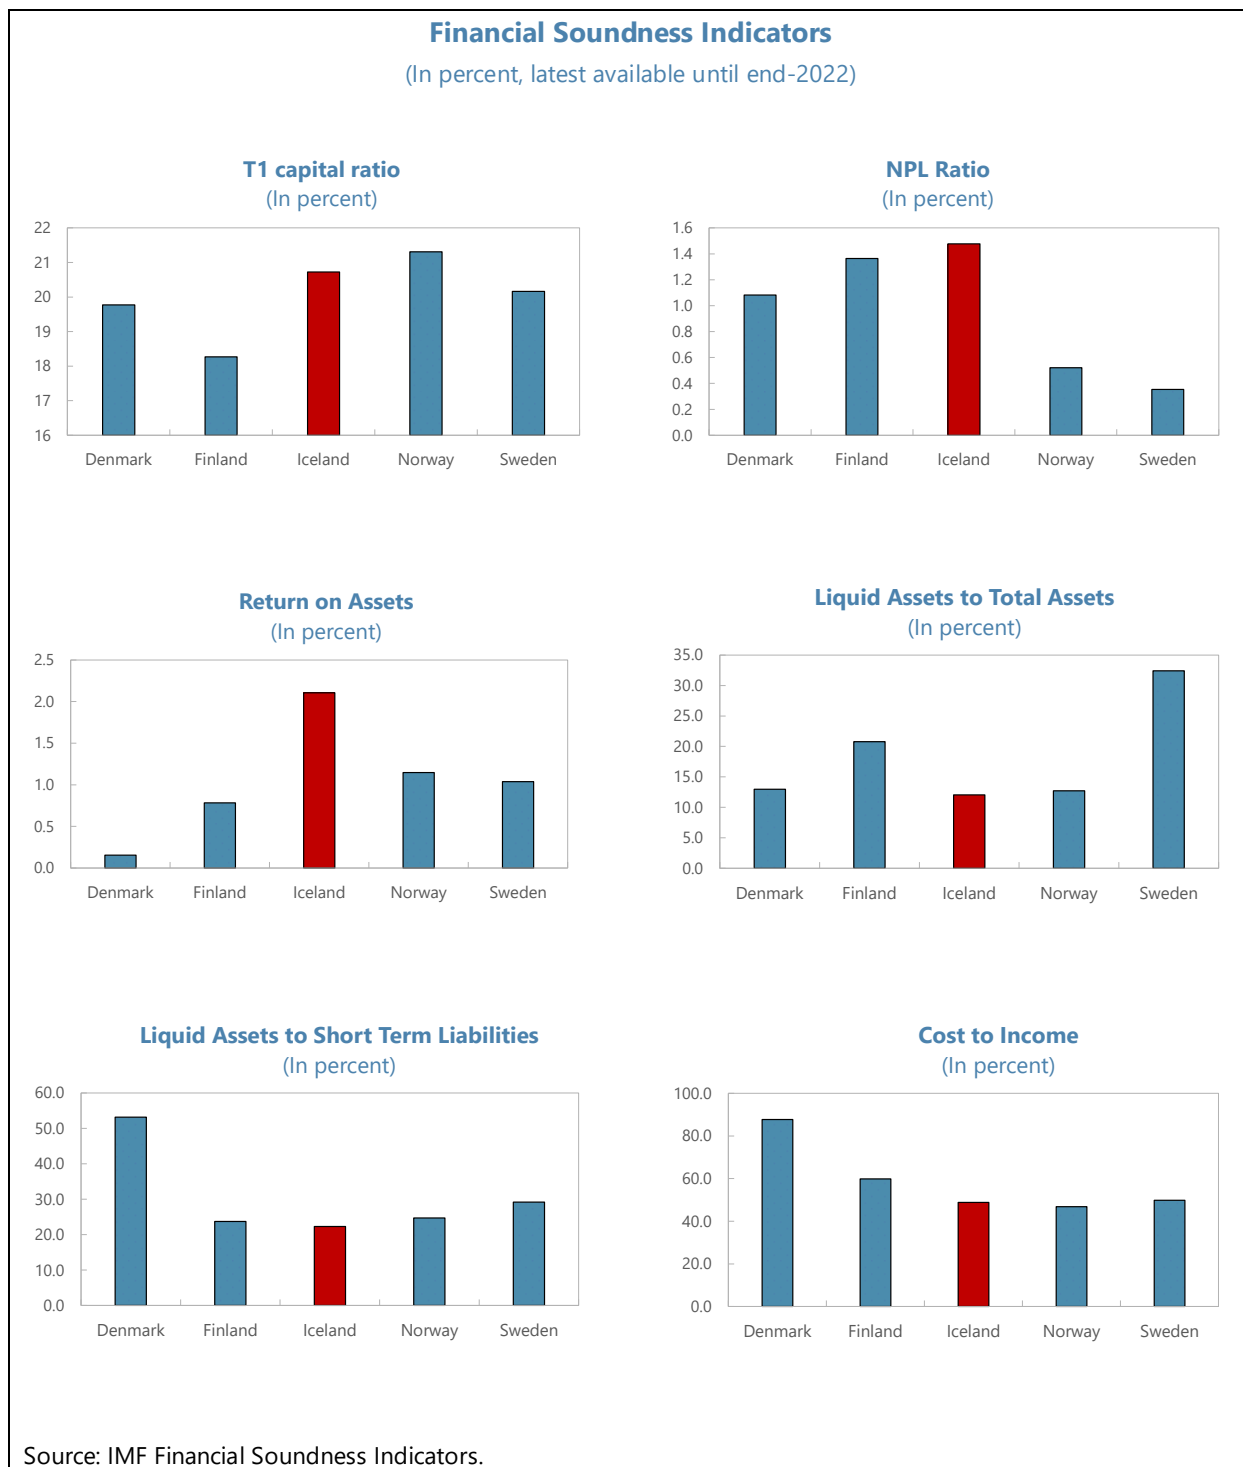 Financial Soundness Indicators
(In percent, latest available until end-2022)
T1 capital ratio
(In percent)
22
21
20
19
18
17
16
Denmark Finland Iceland Norway Sweden
NPL Ratio
(In percent)
1.6
1.4
1.2
1.0
0.8
0.6
0.4
0.2
0.0
Denmark Finland Iceland Norway Sweden
Return on Assets
(In percent)
2.5
2.0
1.5
1.0
0.5
0.0
Denmark Finland Iceland Norway Sweden
Liquid Assets to Total Assets
(In percent)
35.0
30.0
25.0
20.0
15.0
10.0
5.0
0.0
Denmark Finland Iceland Norway Sweden
Liquid Assets to Short Term Liabilities
(In percent)
60.0
50.0
40.0
30.0
20.0
10.0
0.0
Denmark Finland Iceland Norway Sweden
Cost to Income
(In percent)
100.0
80.0
60.0
40.0
20.0
0.0
Denmark Finland Iceland Norway Sweden
Source: IMF Financial Soundness Indicators.